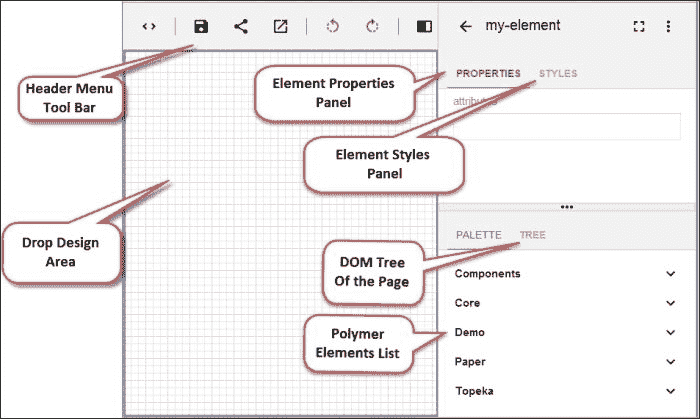 my-element
Header Menu
Tool Bar
Element Properties
Panel
PROPERTIES STYLES
attributes
Element Styles
Panel
Drop Design
Area
PALETTE TREE
DOM Tree
Of the Page
Components
Core
Polymer
Elements List
Demo
Paper
Topeka